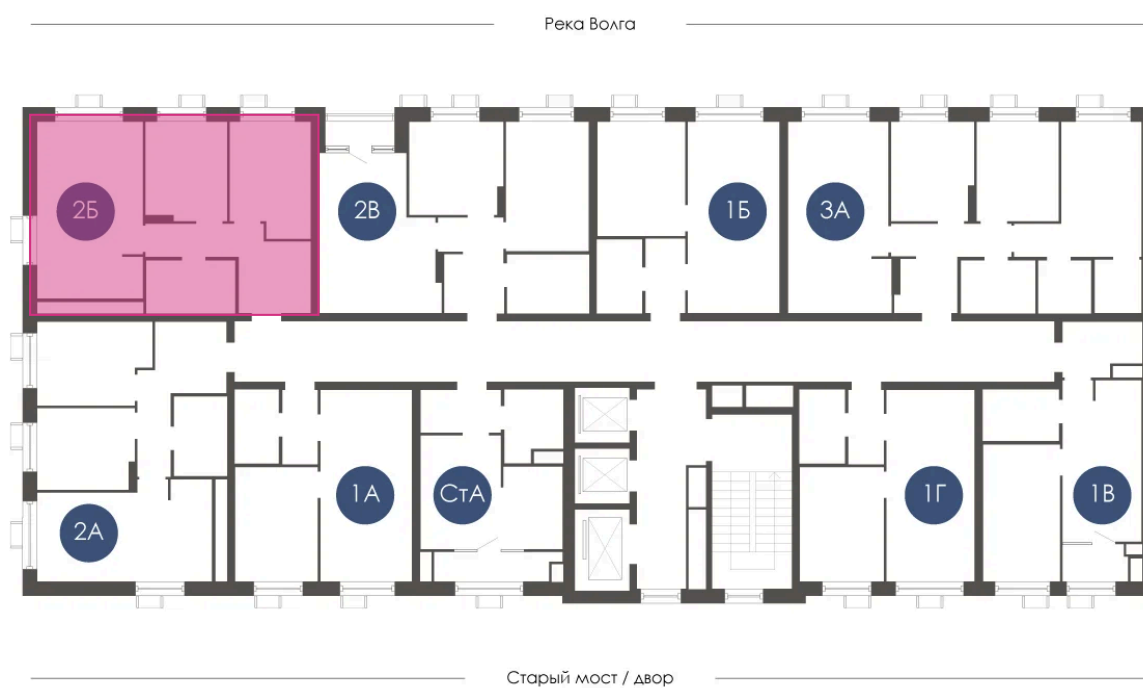 Река Волга
2Б
2В
1Б
3А
2А
1А
СтА
1Г
1В
Старый мост / двор